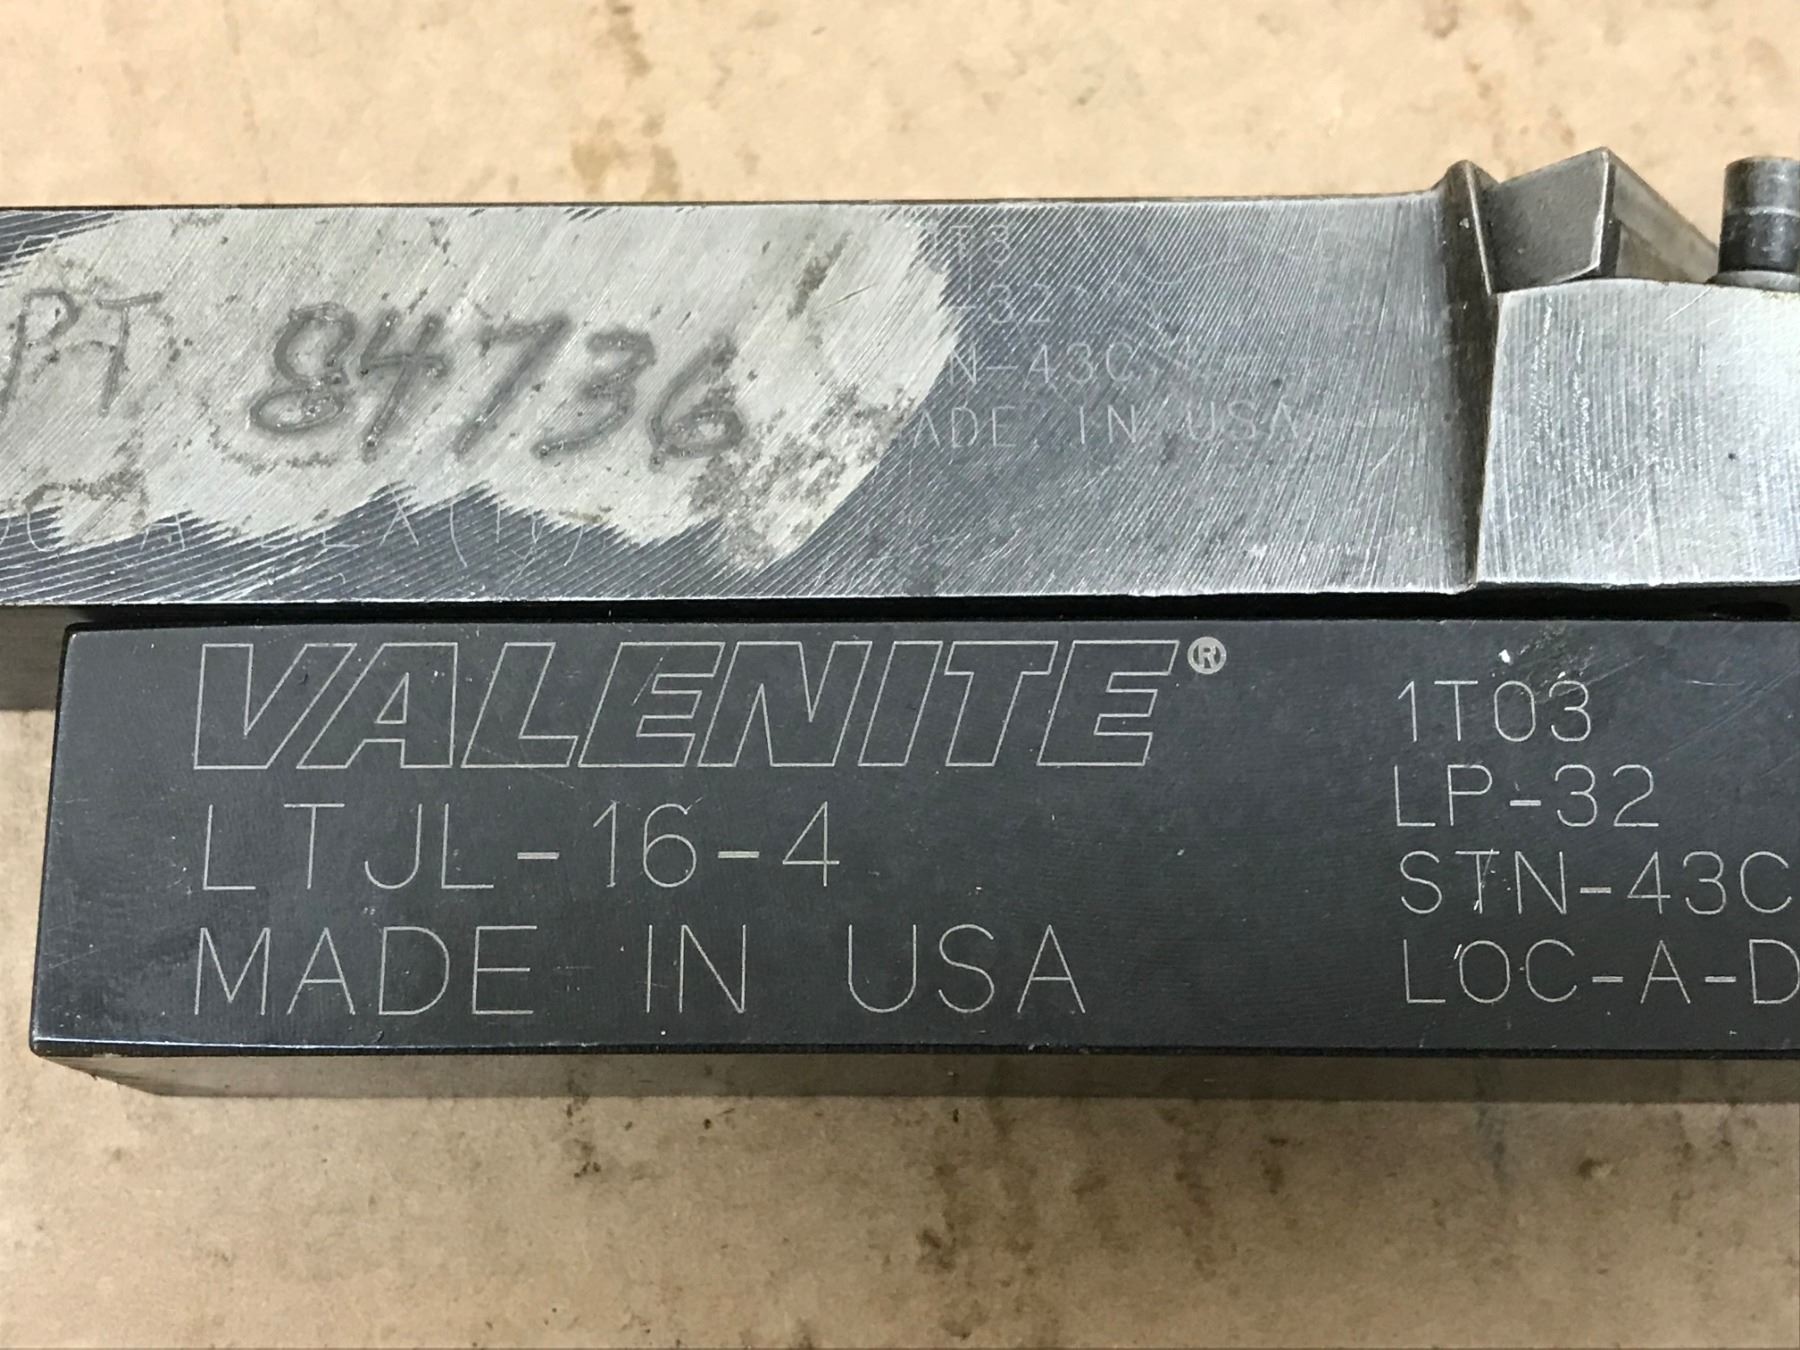 PT 84736
T3
-32
N-43C
ADE IN USA
VALENITE®
LTJL-16-4
MADE IN USA
1T03
LP-32
STN-43C
LOC-A-D